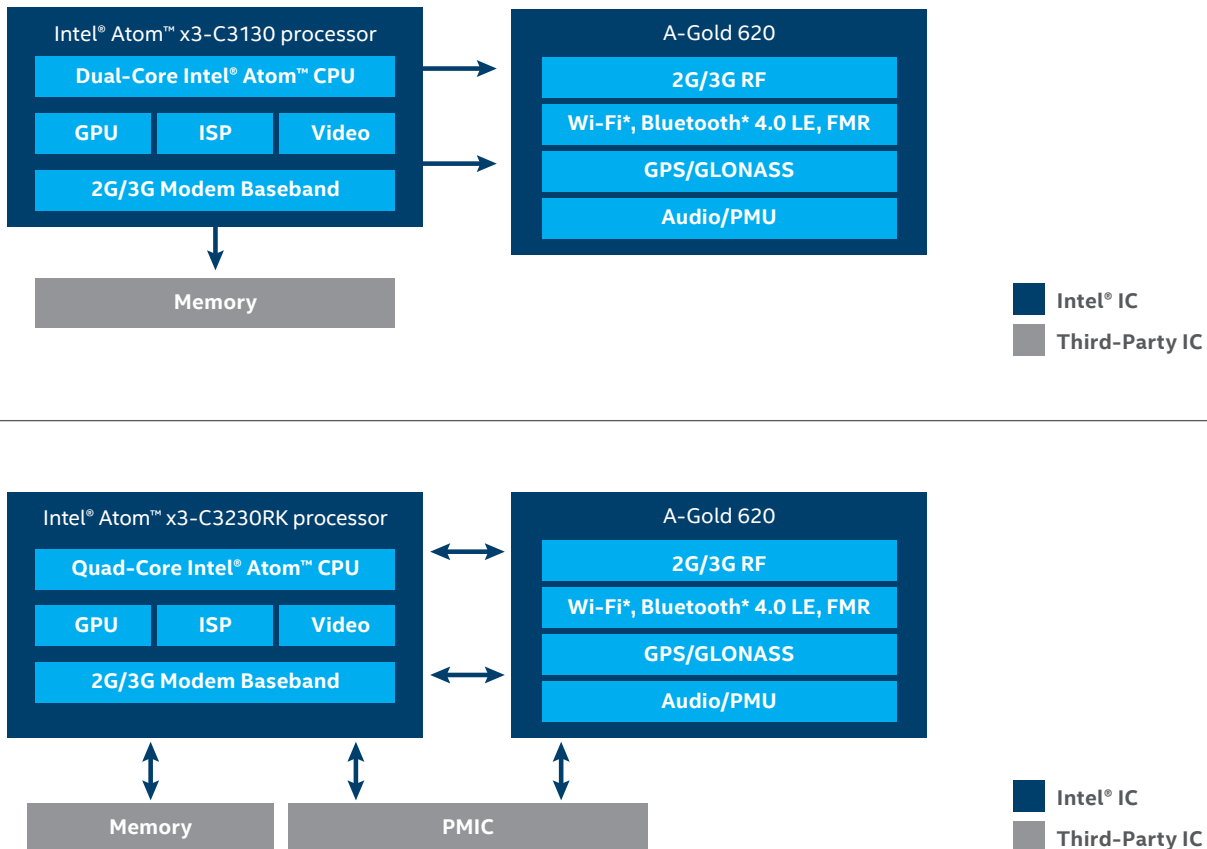 Intel® Atom™ x3-C3130 processor
Dual-Core Intel® Atom™ CPU
GPU
ISP
Video
2G/3G Modem Baseband
Memory
A-Gold 620
2G/3G RF
Wi-Fi*, Bluetooth* 4.0 LE, FMR
GPS/GLONASS
Audio/PMU
Intel® IC
Third-Party IC
Intel® Atom™ x3-C3230RK processor
Quad-Core Intel® Atom™ CPU
GPU
ISP
Video
2G/3G Modem Baseband
A-Gold 620
2G/3G RF
Wi-Fi*, Bluetooth* 4.0 LE, FMR
GPS/GLONASS
Audio/PMU
Memory
PMIC
Intel® IC
Third-Party IC